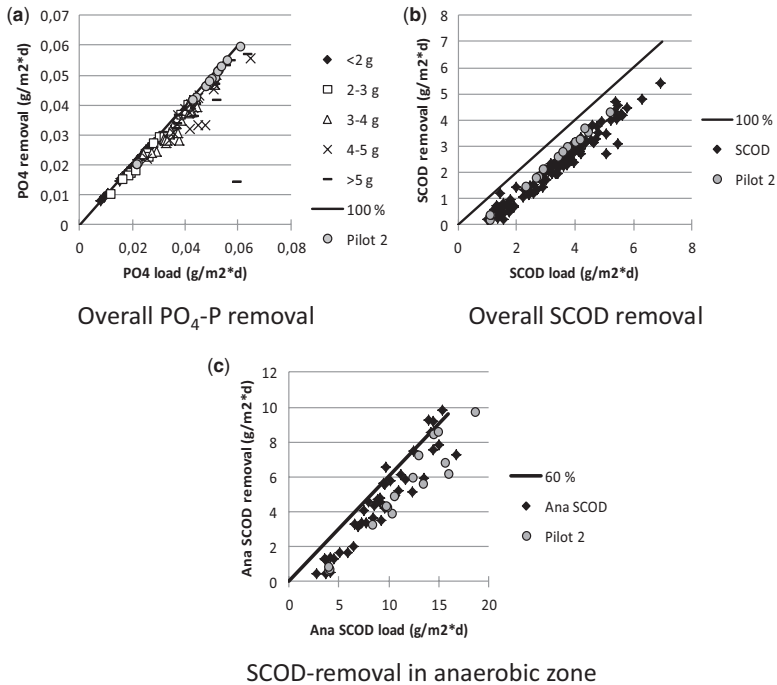 (a)
PO4 removal (g/m2*d)
0,06
0,05
0,04
0,03
0,02
0,01
0
0
0,02
0,04
0,06
0,08
PO4 load (g/m2*d)
<2 g
2-3 g
3-4 g
4-5 g
>5 g
100 %
Pilot 2
Overall PO₄-P removal
(b)
SCOD removal (g/m2*d)
8
7
6
5
4
3
2
1
0
0
2
4
6
8
SCOD load (g/m2*d)
100 %
SCOD
Pilot 2
Overall SCOD removal
(c)
Ana SCOD removal (g/m2*d)
12
10
8
6
4
2
0
0
5
10
15
20
Ana SCOD load (g/m2*d)
60 %
Ana SCOD
Pilot 2
SCOD-removal in anaerobic zone